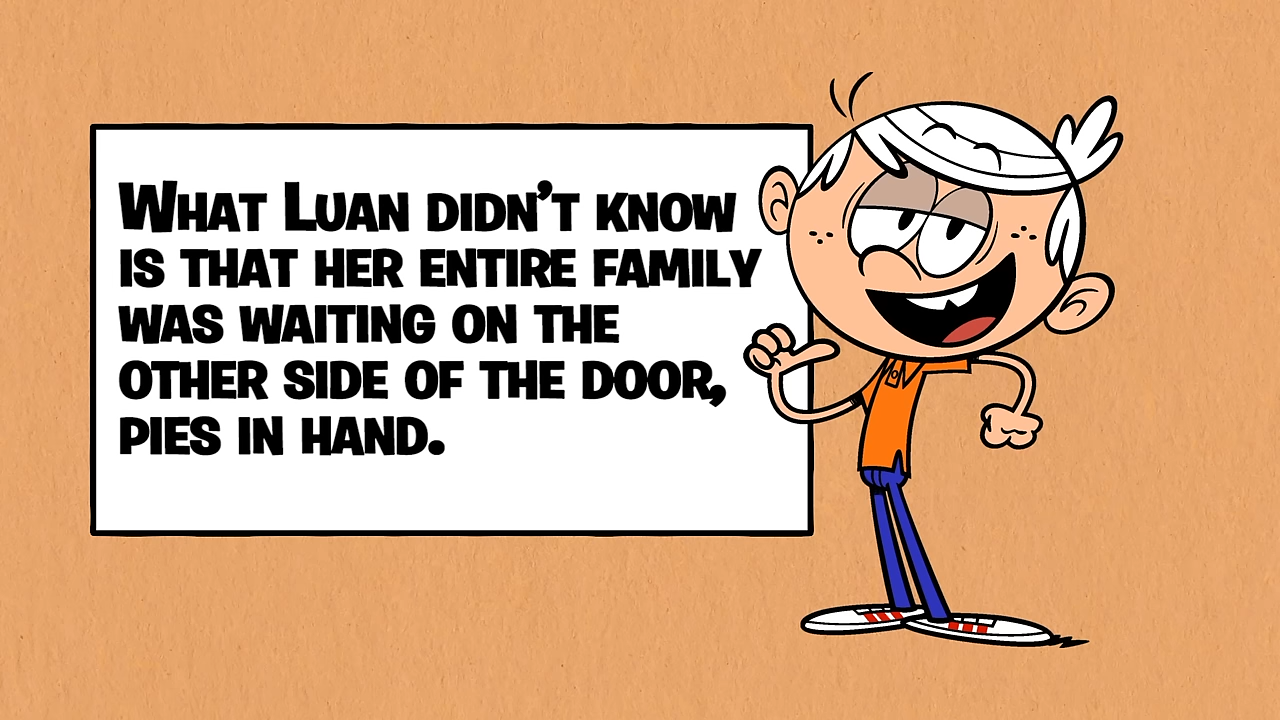 What Luan didn't know
is that her entire family
was waiting on the
other side of the door,
pies in hand.